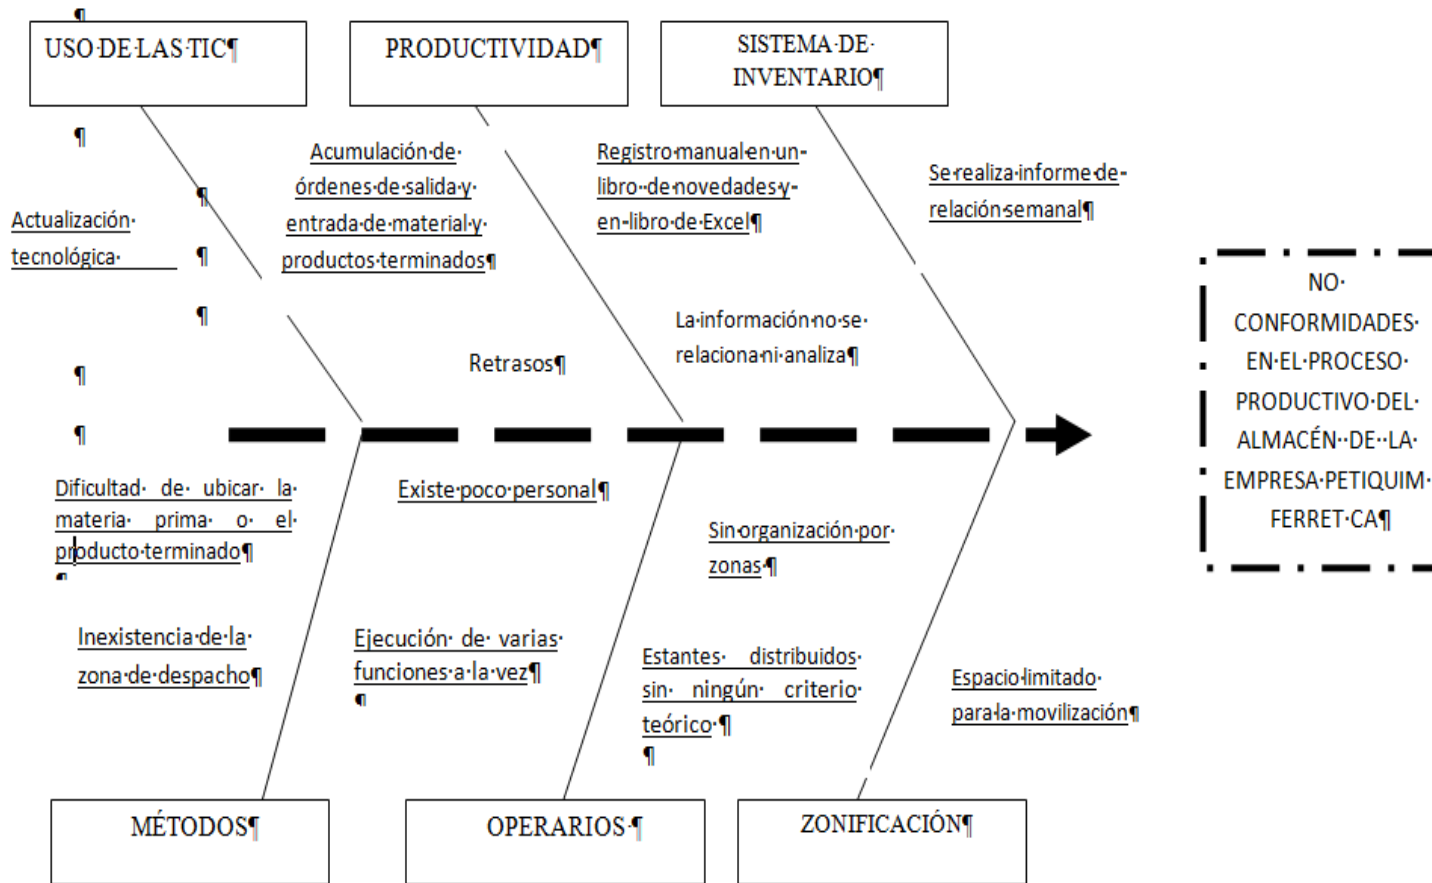 USO DE LAS TIC¶
PRODUCTIVIDAD¶
SISTEMA DE·
INVENTARIO¶
¶
¶
¶
¶
¶
¶
¶
Actualización·
tecnológica·
Acumulación·de·
órdenes·de·salida·y·
entrada·de·material·y·
productos·terminados¶
Registro·manual·en·un·
libro··de·novedades·y·
en·libro·de·Excel¶
Se·realiza·informe·de·
relación·semanal¶
Retrasos¶
La·información·no·se·
relaciona·ni·analiza¶
NO·
CONFORMIDADES·
EN·EL·PROCESO·
PRODUCTIVO·DEL·
ALMACÉN··DE··LA·
EMPRESA·PETIQUIM·
FERRET·CA¶
Dificultad· de· ubicar· la·
materia· prima· o· el·
producto·terminado¶
¶
Inexistencia·de·la·
zona·de·despacho¶
Existe·poco·personal¶
Ejecución· de· varias·
funciones·a·la·vez¶
¶
Sin·organización·por·
zonas·¶
Estantes· distribuidos·
sin· ningún· criterio·
teórico·¶
¶
Espacio·limitado·
para·la·movilización¶
MÉTODOS¶
OPERARIOS·¶
ZONIFICACIÓN¶